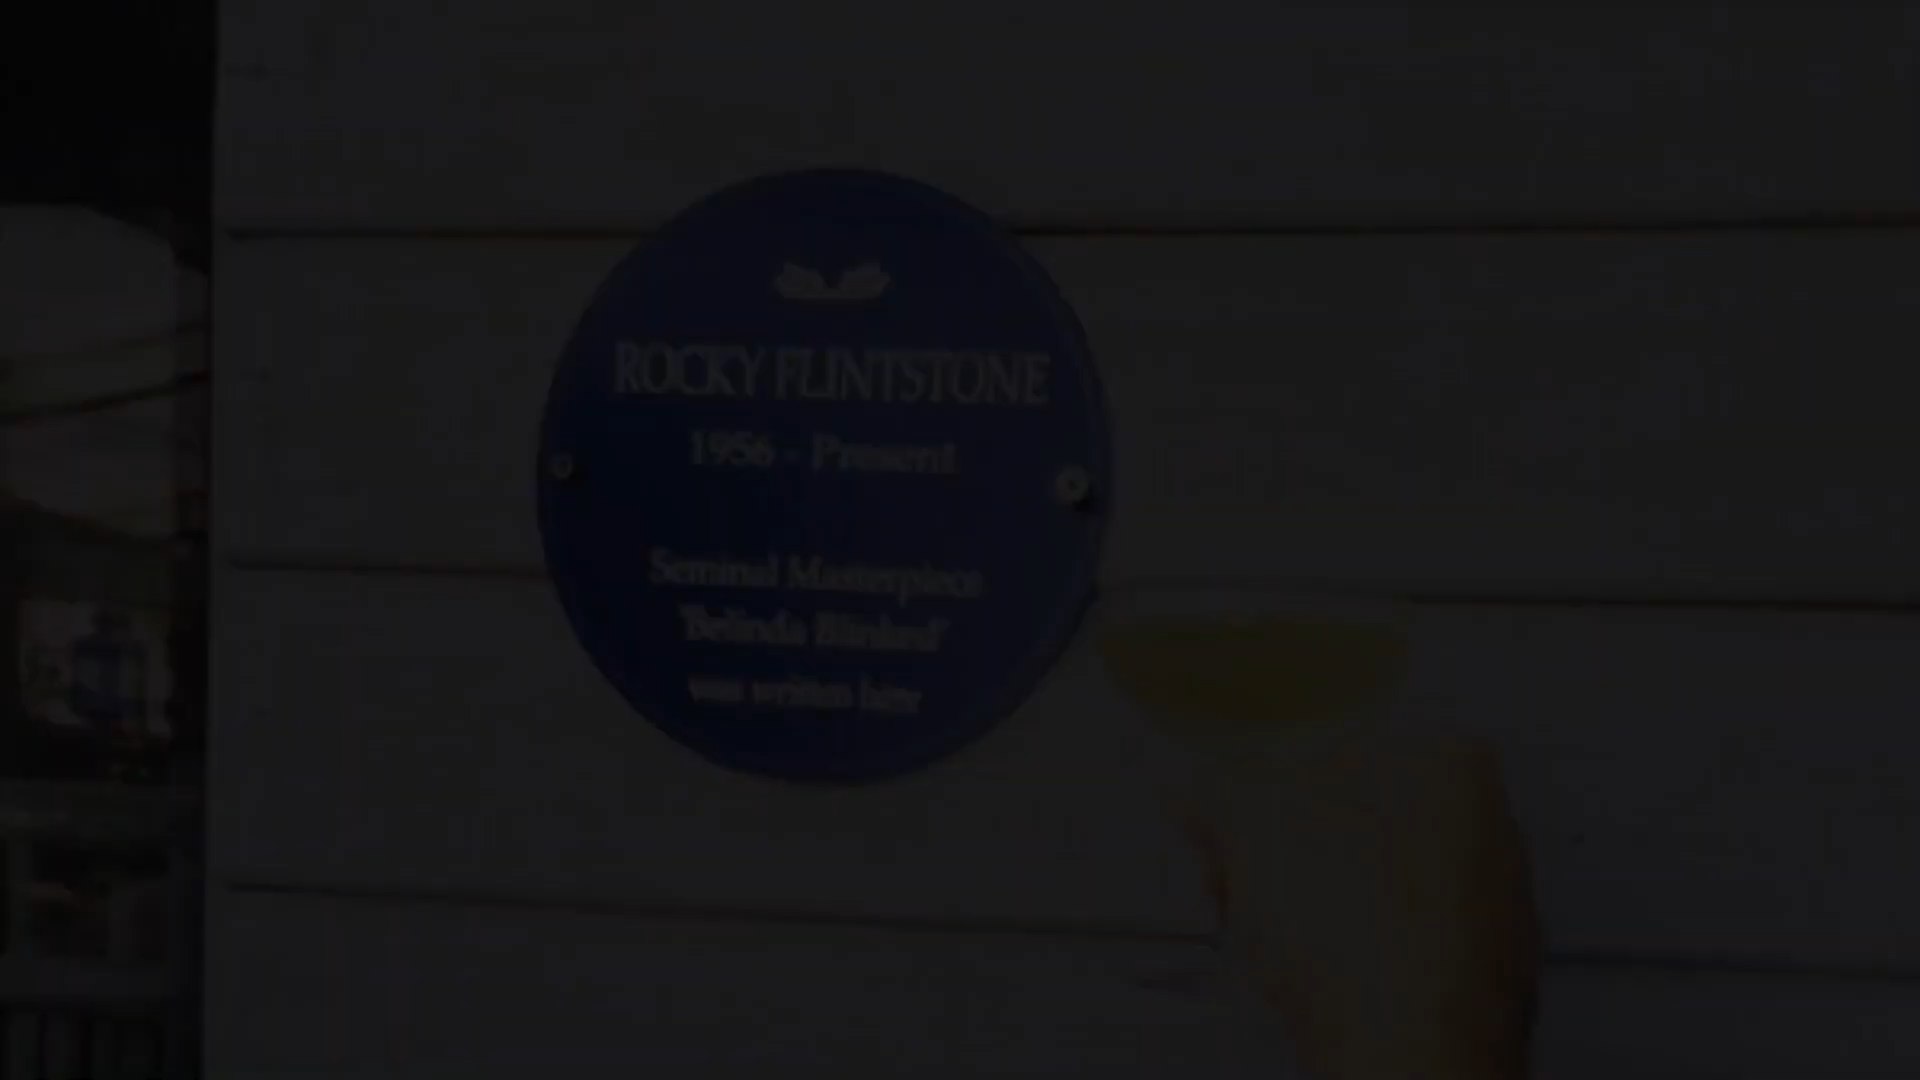 ROCKY FLINTSTONE
1956 - Present
Seminal Masterpiece
'Belinda Blinked'
was written here